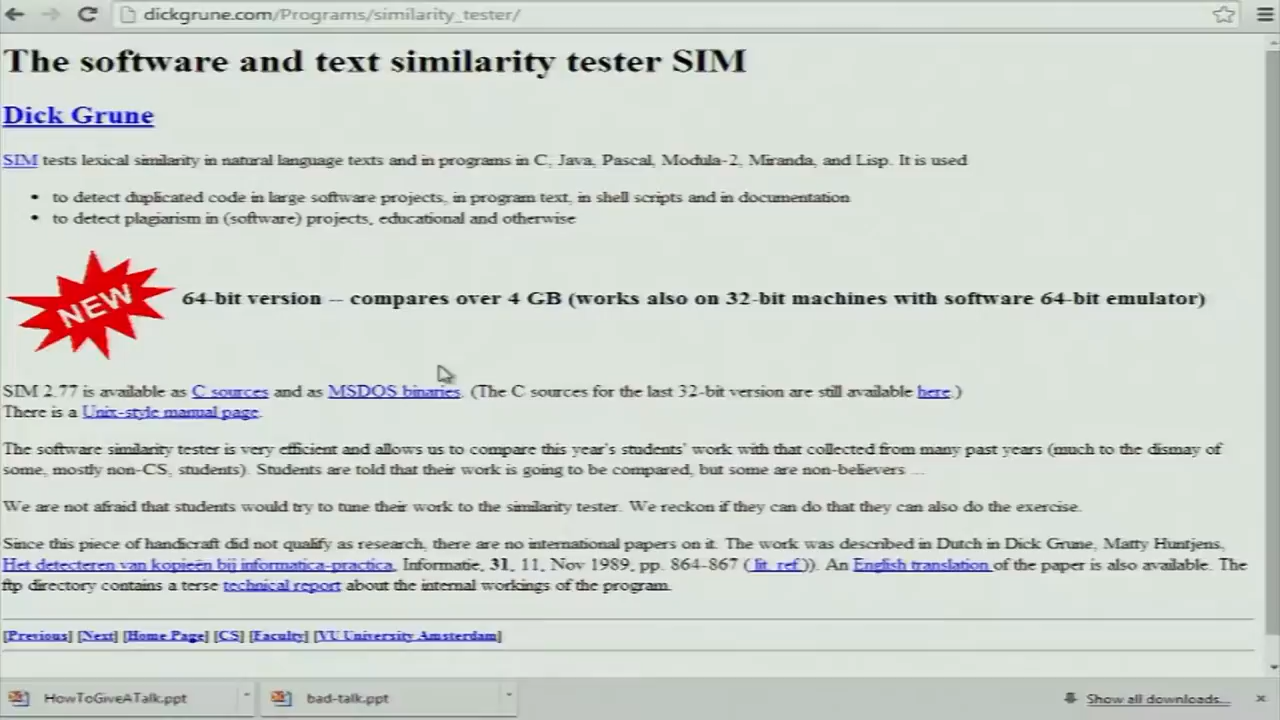 dickgrune.com/Programs/similarity_tester/
The software and text similarity tester SIM
Dick Grune
SIM tests lexical similarity in natural language texts and in programs in C, Java, Pascal, Modula-2, Miranda, and Lisp. It is used
• to detect duplicated code in large software projects, in program text, in shell scripts and in documentation
• to detect plagiarism in (software) projects, educational and otherwise
NEW
64-bit version -- compares over 4 GB (works also on 32-bit machines with software 64-bit emulator)
SIM 2.77 is available as C sources and as MSDOS binaries. (The C sources for the last 32-bit version are still available here.)
There is a Unix-style manual page.
The software similarity tester is very efficient and allows us to compare this year's students' work with that collected from many past years (much to the dismay of
some, mostly non-CS, students). Students are told that their work is going to be compared, but some are non-believers ...
We are not afraid that students would try to tune their work to the similarity tester. We reckon if they can do that they can also do the exercise.
Since this piece of handicraft did not qualify as research, there are no international papers on it. The work was described in Dutch in Dick Grune, Matty Huntjens,
Het detecteren van kopieën bij informatica-practica, Informatie, 31, 11, Nov 1989, pp. 864-867 ( lit. ref.)). An English translation of the paper is also available. The
ftp directory contains a terse technical report about the internal workings of the program.
[Previous] [Next] [Home Page] [CS] [Faculty] [VU University Amsterdam]
HowToGiveATalk.ppt
bad-talk.ppt
Show all downloads...